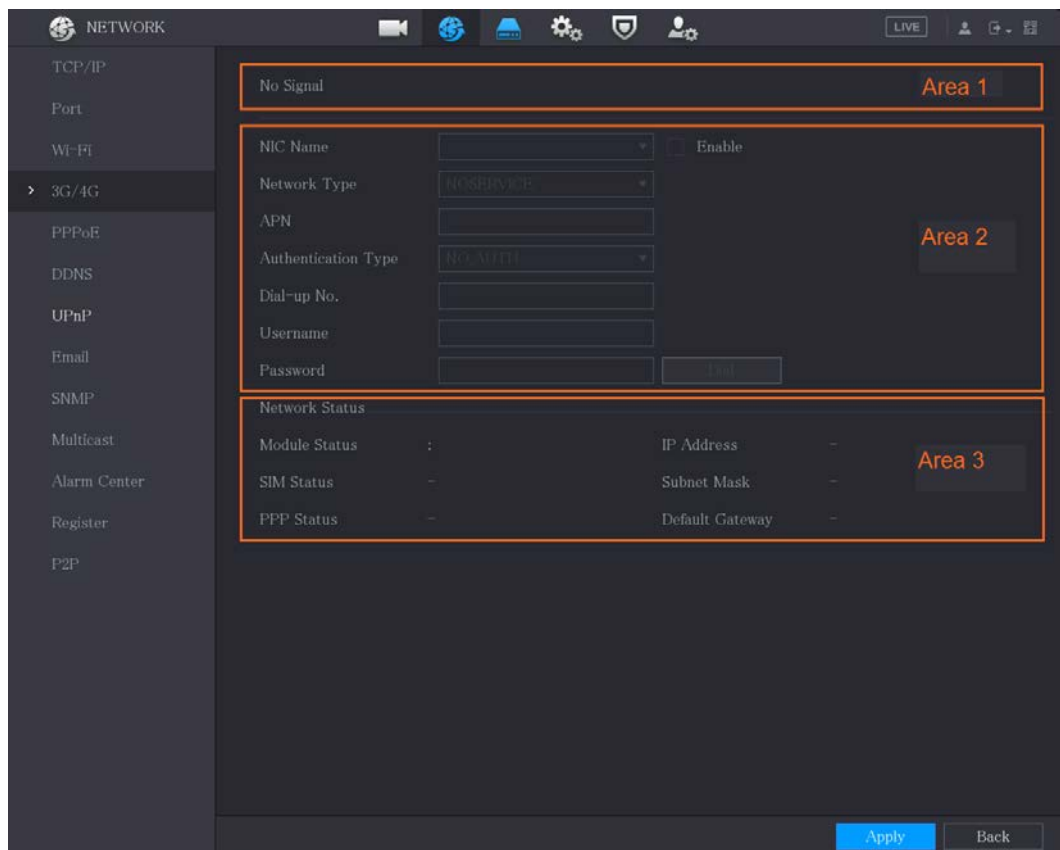 NETWORK
LIVE
TCP/IP
Port
Wi-Fi
3G/4G
PPPoE
DDNS
UPnP
Email
SNMP
Multicast
Alarm Center
Register
P2P
No Signal
Area 1
NIC Name
Enable
Network Type NOSERVICE
APN
Area 2
Authentication Type NO AUTH
Dial-up No.
Username
Password Dial
Network Status
Module Status : IP Address -
Area 3
SIM Status - Subnet Mask -
PPP Status - Default Gateway -
Apply Back